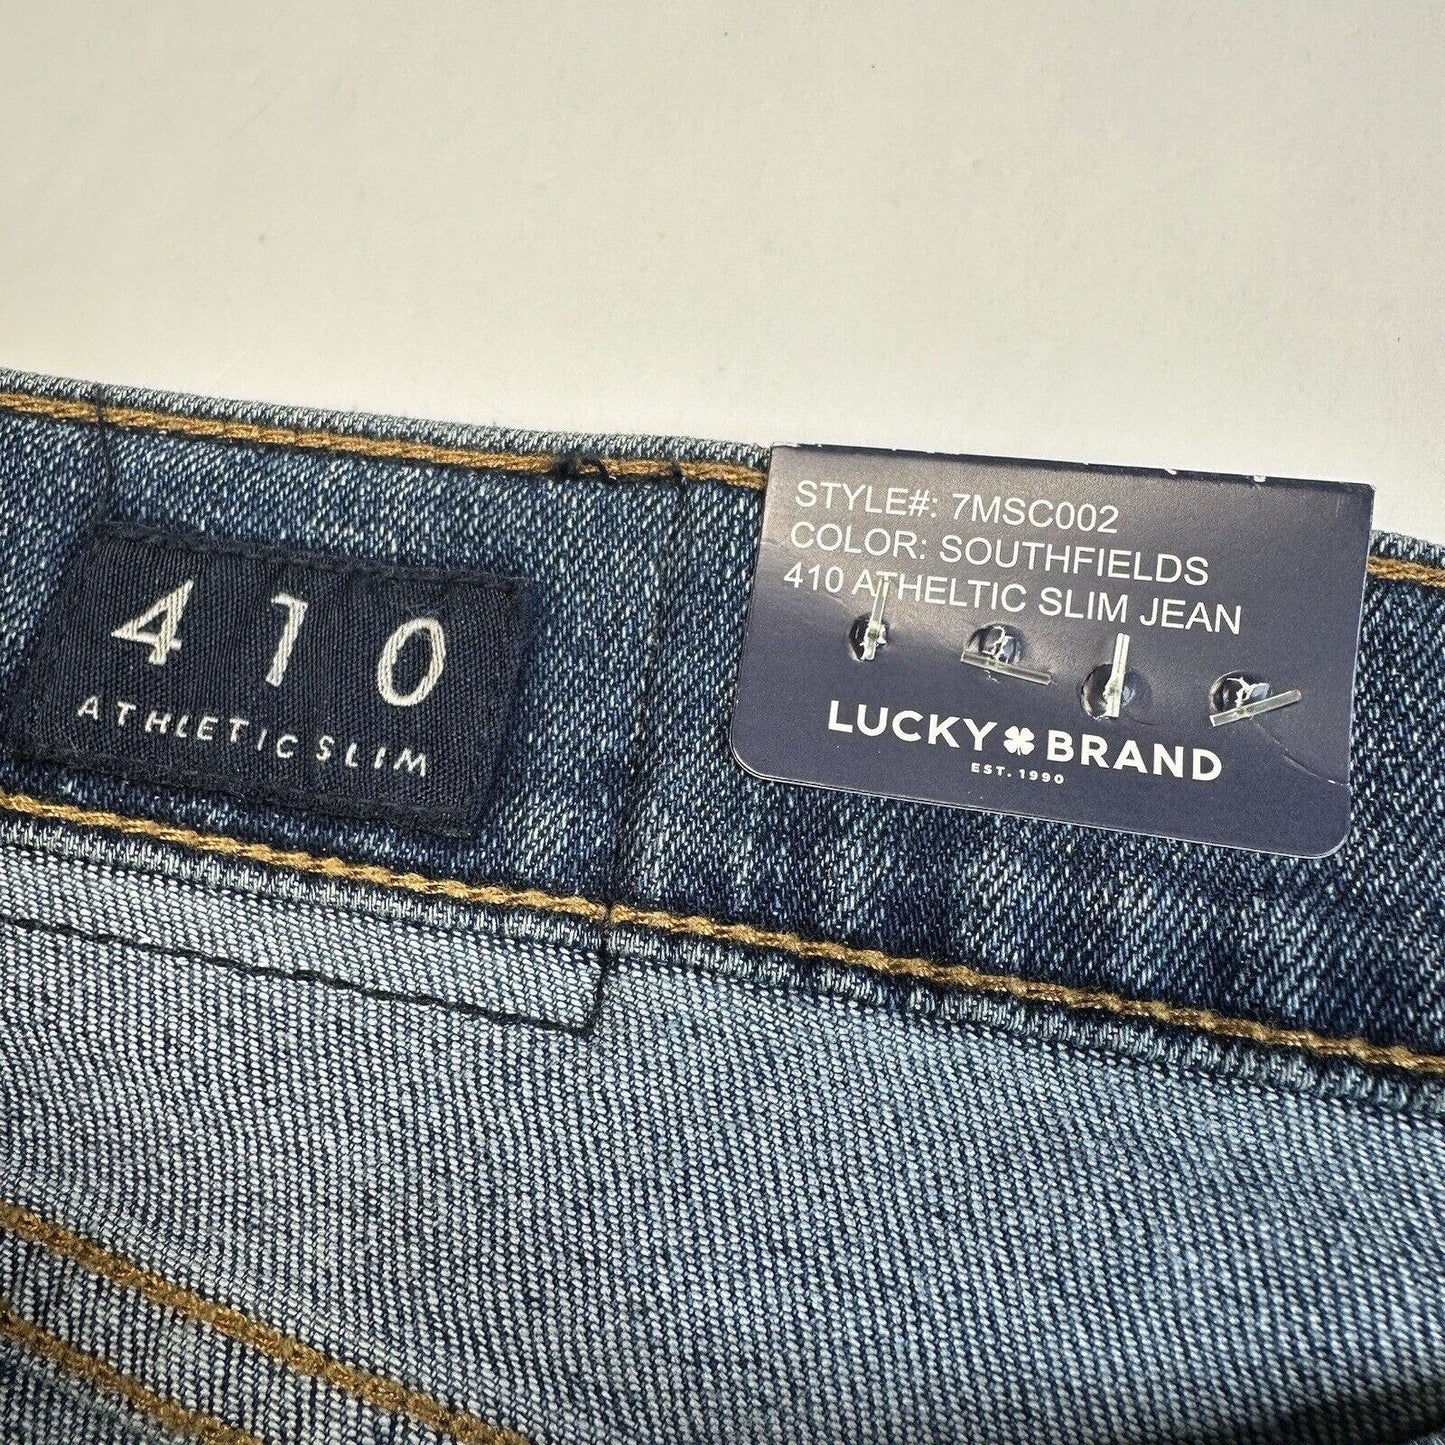 410
ATHLETIC SLIM
STYLE#: 7MSC002
COLOR: SOUTHFIELDS
410 ATHELTIC SLIM JEAN
LUCKY BRAND
EST. 1990